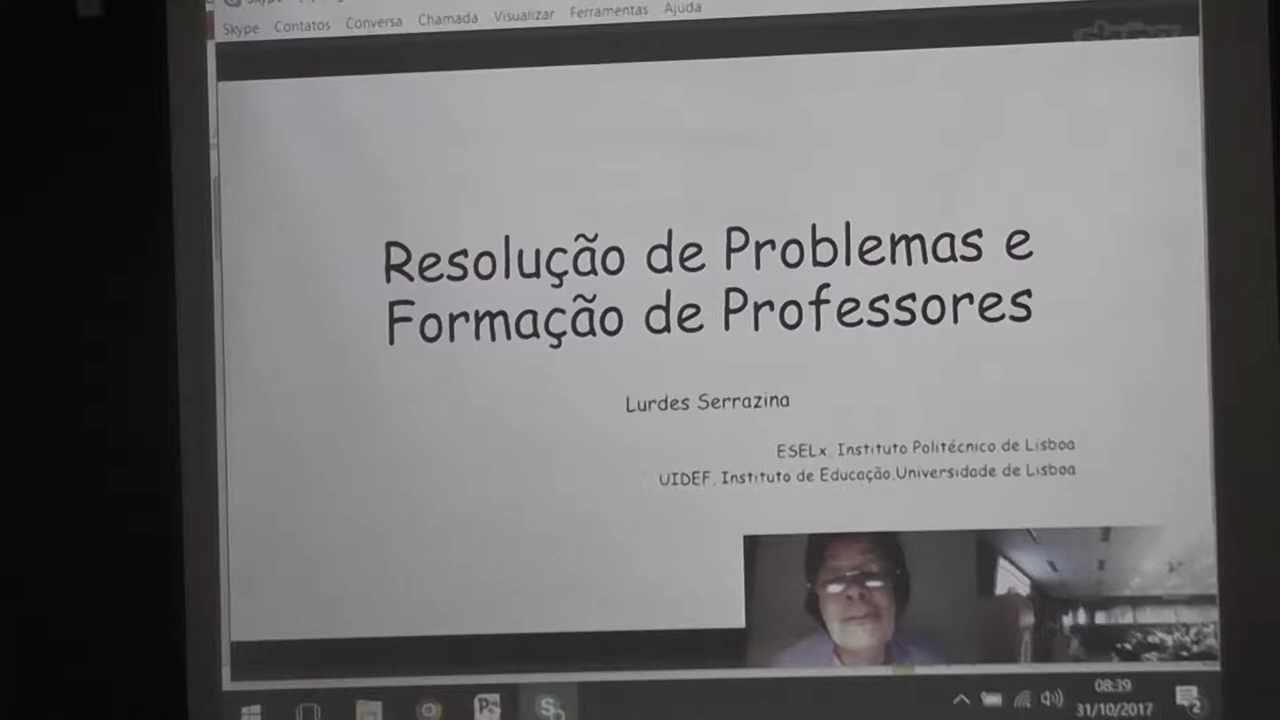 Skype Contatos Conversa Chamada Visualizar Ferramentas Ajuda
Resolução de Problemas e
Formação de Professores
Lurdes Serrazina
ESELx, Instituto Politécnico de Lisboa
UIDEF, Instituto de Educação,Universidade de Lisboa
08:39
31/10/2017
2